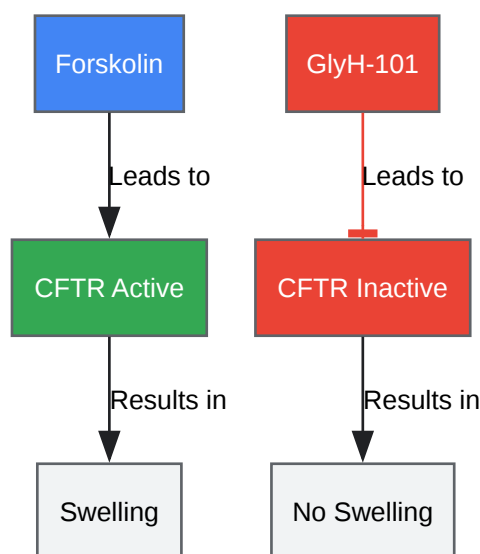 Forskolin
GlyH-101
Leads to
Leads to
CFTR Active
CFTR Inactive
Results in
Results in
Swelling
No Swelling